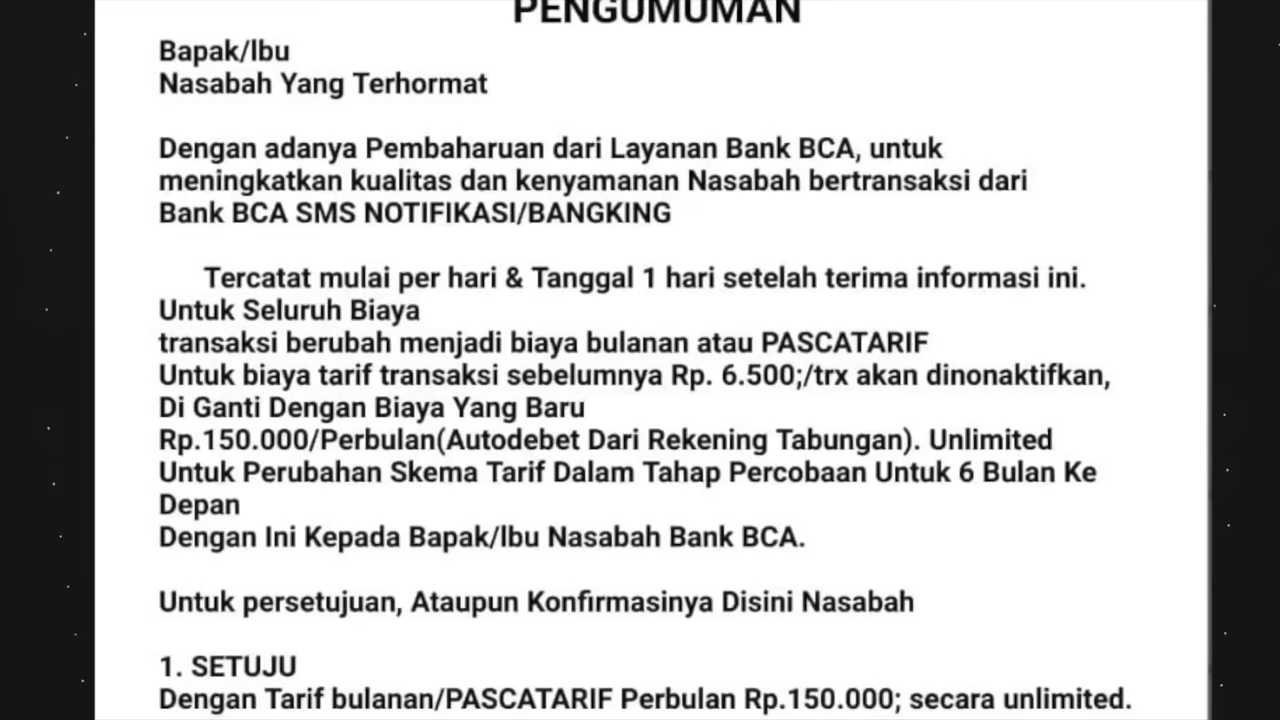 PENGUMUMAN
Bapak/Ibu
Nasabah Yang Terhormat
Dengan adanya Pembaharuan dari Layanan Bank BCA, untuk
meningkatkan kualitas dan kenyamanan Nasabah bertransaksi dari
Bank BCA SMS NOTIFIKASI/BANGKING
Tercatat mulai per hari & Tanggal 1 hari setelah terima informasi ini.
Untuk Seluruh Biaya
transaksi berubah menjadi biaya bulanan atau PASCATARIF
Untuk biaya tarif transaksi sebelumnya Rp. 6.500;/trx akan dinonaktifkan,
Di Ganti Dengan Biaya Yang Baru
Rp.150.000/Perbulan(Autodebet Dari Rekening Tabungan). Unlimited
Untuk Perubahan Skema Tarif Dalam Tahap Percobaan Untuk 6 Bulan Ke
Depan
Dengan Ini Kepada Bapak/Ibu Nasabah Bank BCA.
Untuk persetujuan, Ataupun Konfirmasinya Disini Nasabah
1. SETUJU
Dengan Tarif bulanan/PASCATARIF Perbulan Rp.150.000; secara unlimited.